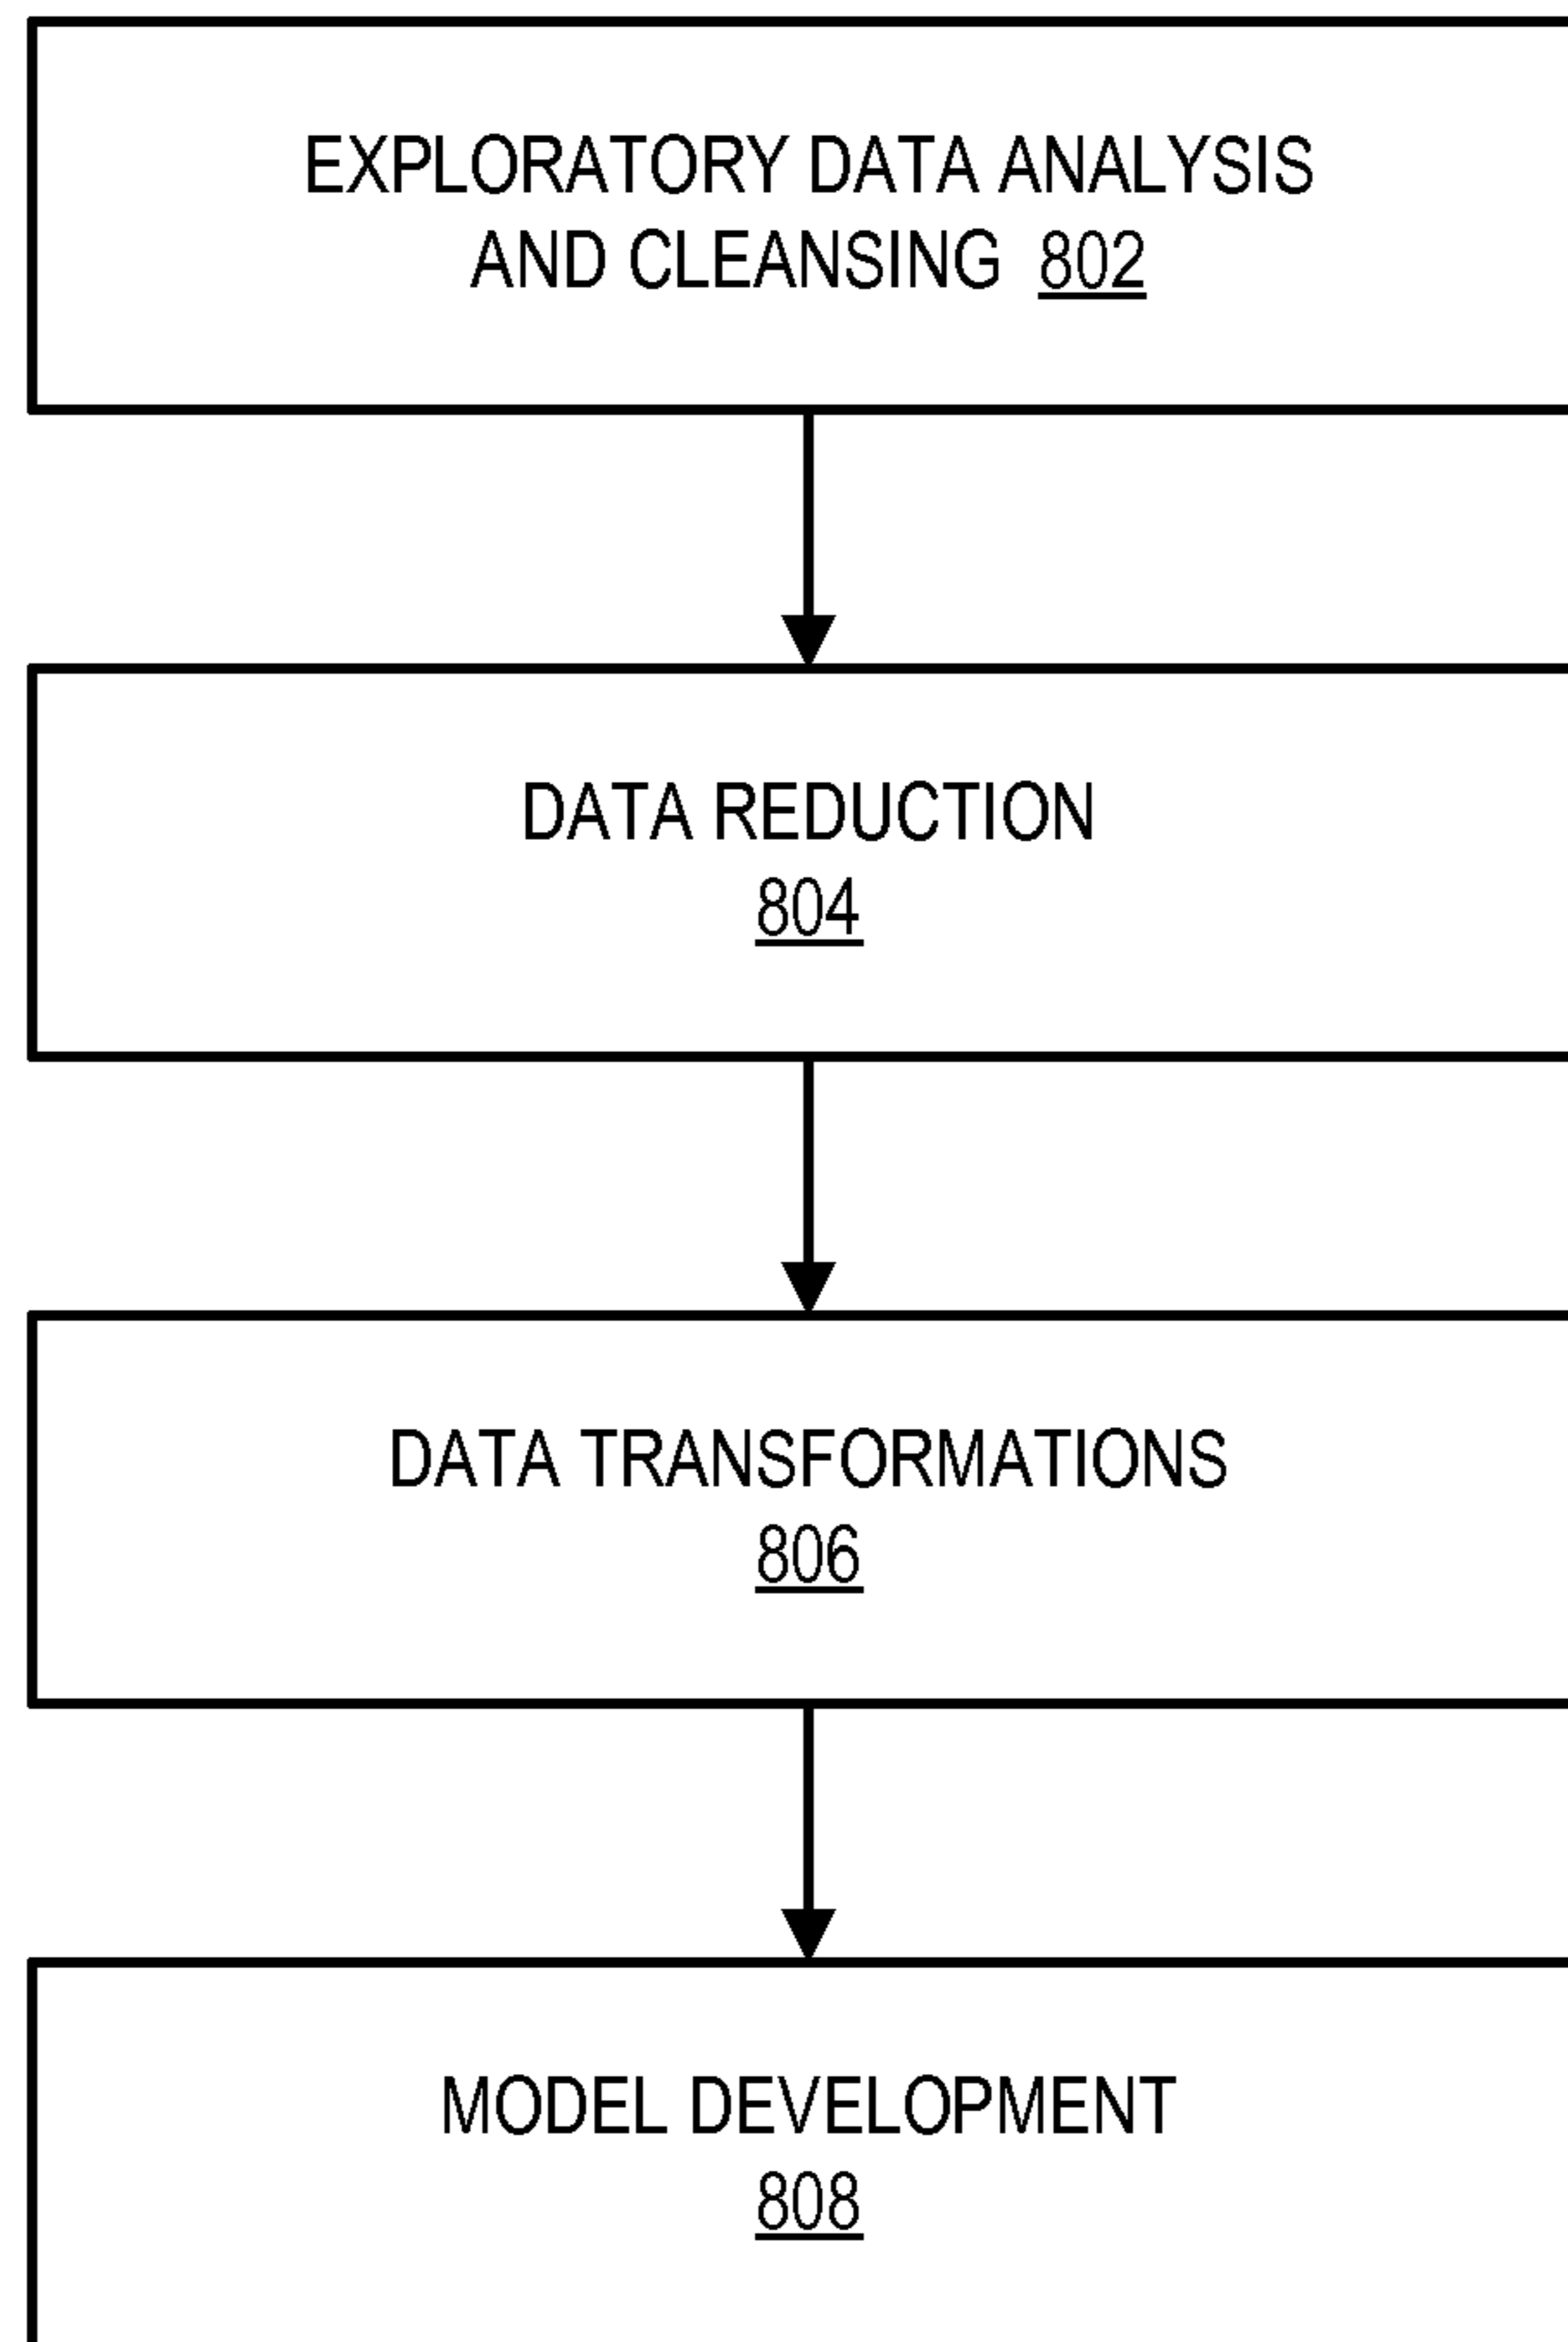 EXPLORATORY DATA ANALYSIS
AND CLEANSING 802
DATA REDUCTION
804
DATA TRANSFORMATIONS
806
MODEL DEVELOPMENT
808